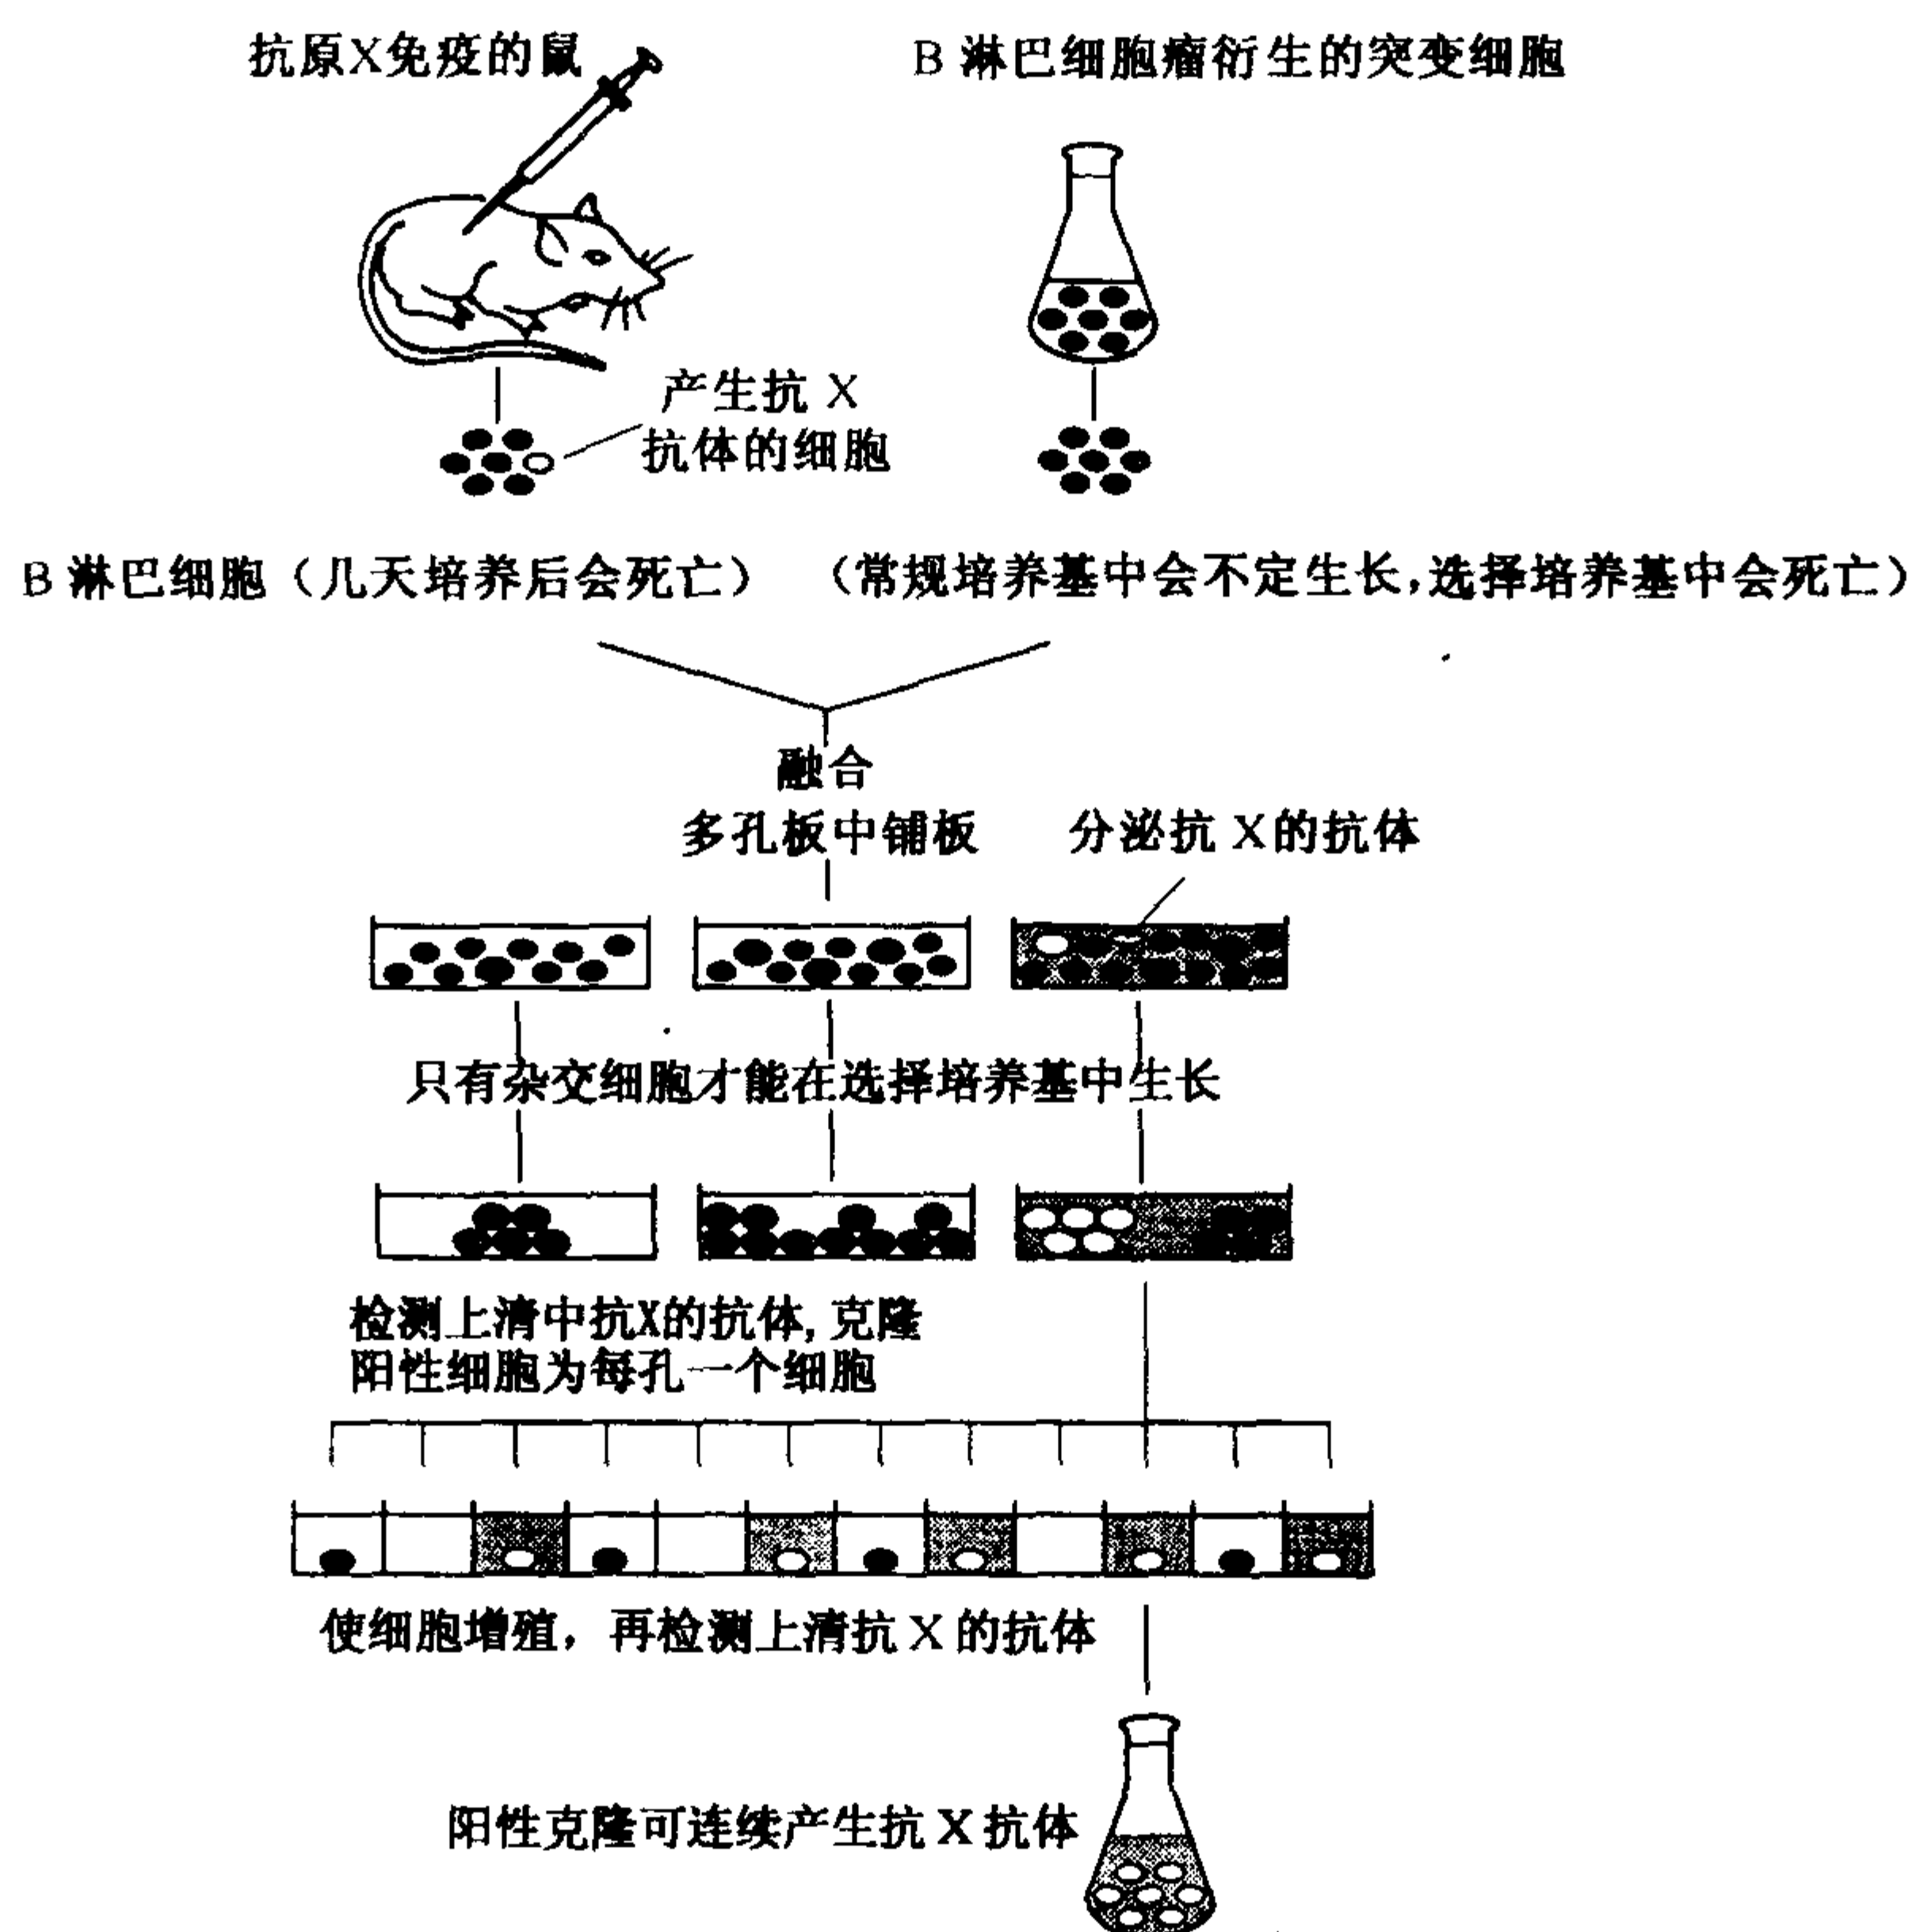 抗原X免疫的鼠
B 淋巴细胞瘤衍生的突变细胞
产生抗 X
抗体的细胞
B 淋巴细胞（几天培养后会死亡）
（常规培养基中会不定生长,选择培养基中会死亡）
融合
多孔板中铺板
分泌抗 X的抗体
只有杂交细胞才能在选择培养基中生长
检测上清中抗X的抗体, 克隆
阳性细胞为每孔一个细胞
使细胞增殖，再检测上清抗 X 的抗体
阳性克隆可连续产生抗 X 抗体